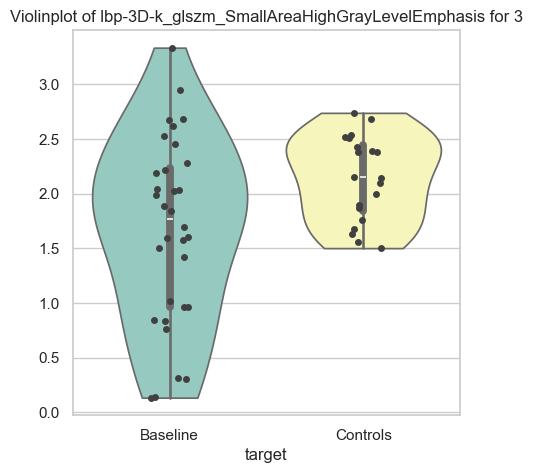 Violinplot of lbp-3D-k_glszm_SmallAreaHighGrayLevelEmphasis for 3
3.0
2.5
2.0
1.5
1.0
0.5
0.0
Baseline
Controls
target